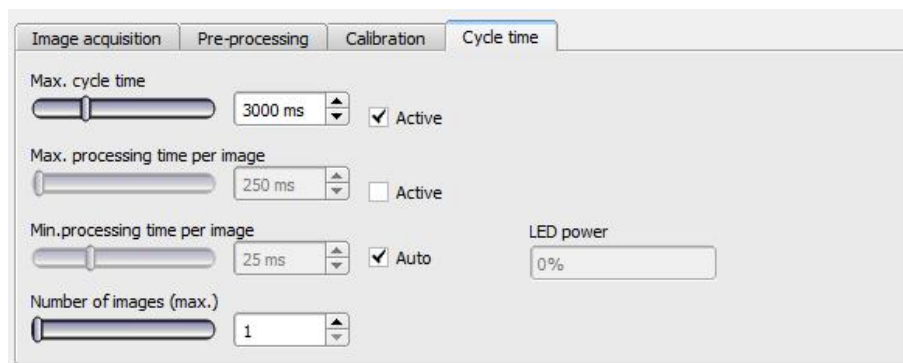 Image acquisition Pre-processing Calibration Cycle time
Max. cycle time
3000 ms Active
Max. processing time per image
250 ms Active
Min.processing time per image LED power
25 ms Auto 0%
Number of images (max.)
1